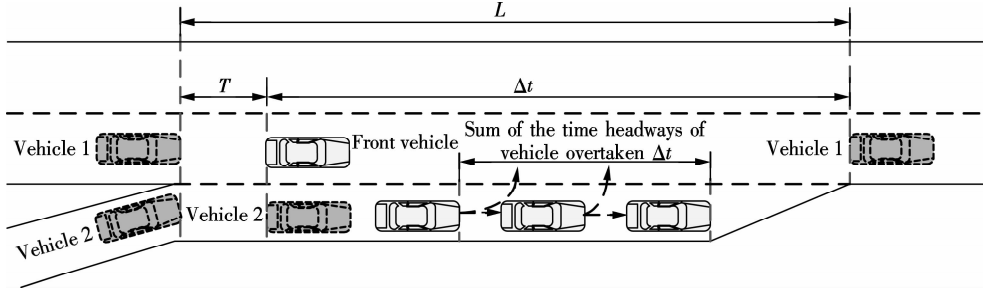 L
T
Δt
Vehicle 1
Front vehicle
Sum of the time headways of
vehicle overtaken Δt
Vehicle 1
Vehicle 2
Vehicle 2